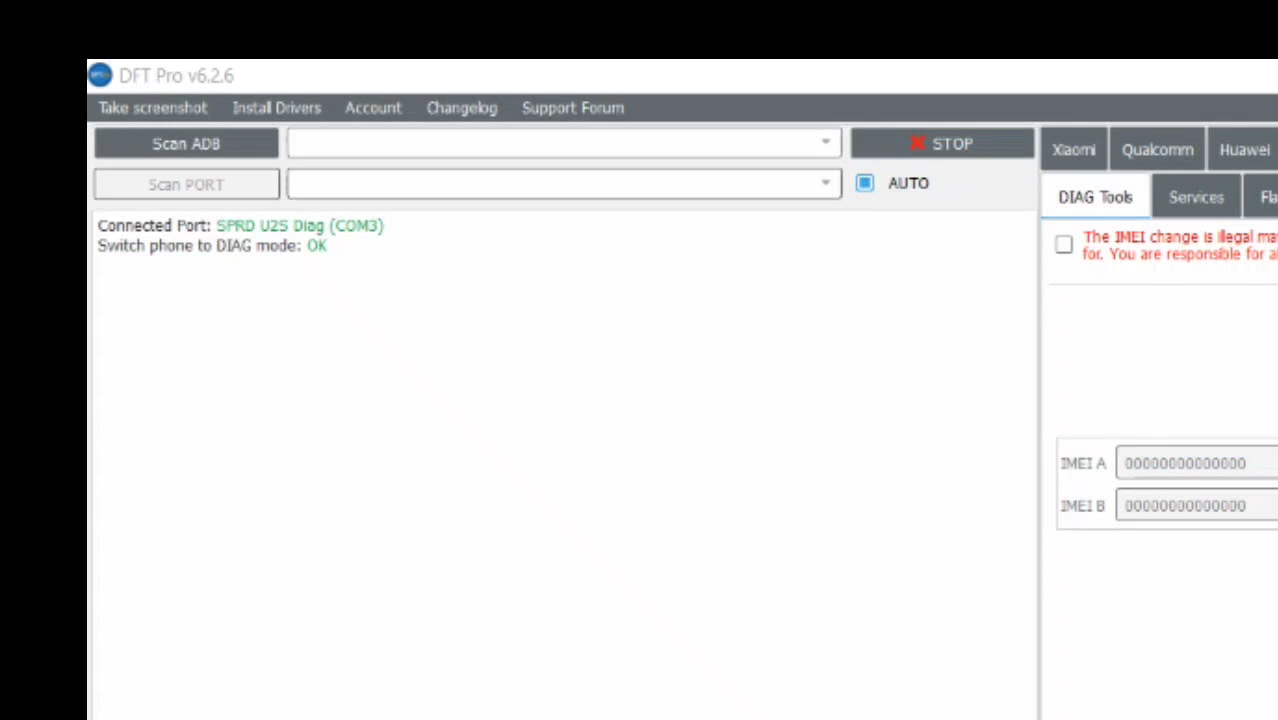 DFT Pro v6.2.6
Take screenshot Install Drivers Account Changelog Support Forum
Scan ADB STOP Xiaomi Qualcomm Huawei
Scan PORT AUTO
DIAG Tools Services
Connected Port: SPRD U2S Diag (COM3)
Switch phone to DIAG mode: OK
The IMEI change is illegal
for. You are responsible for
IMEI A 00000000000000
IMEI B 00000000000000